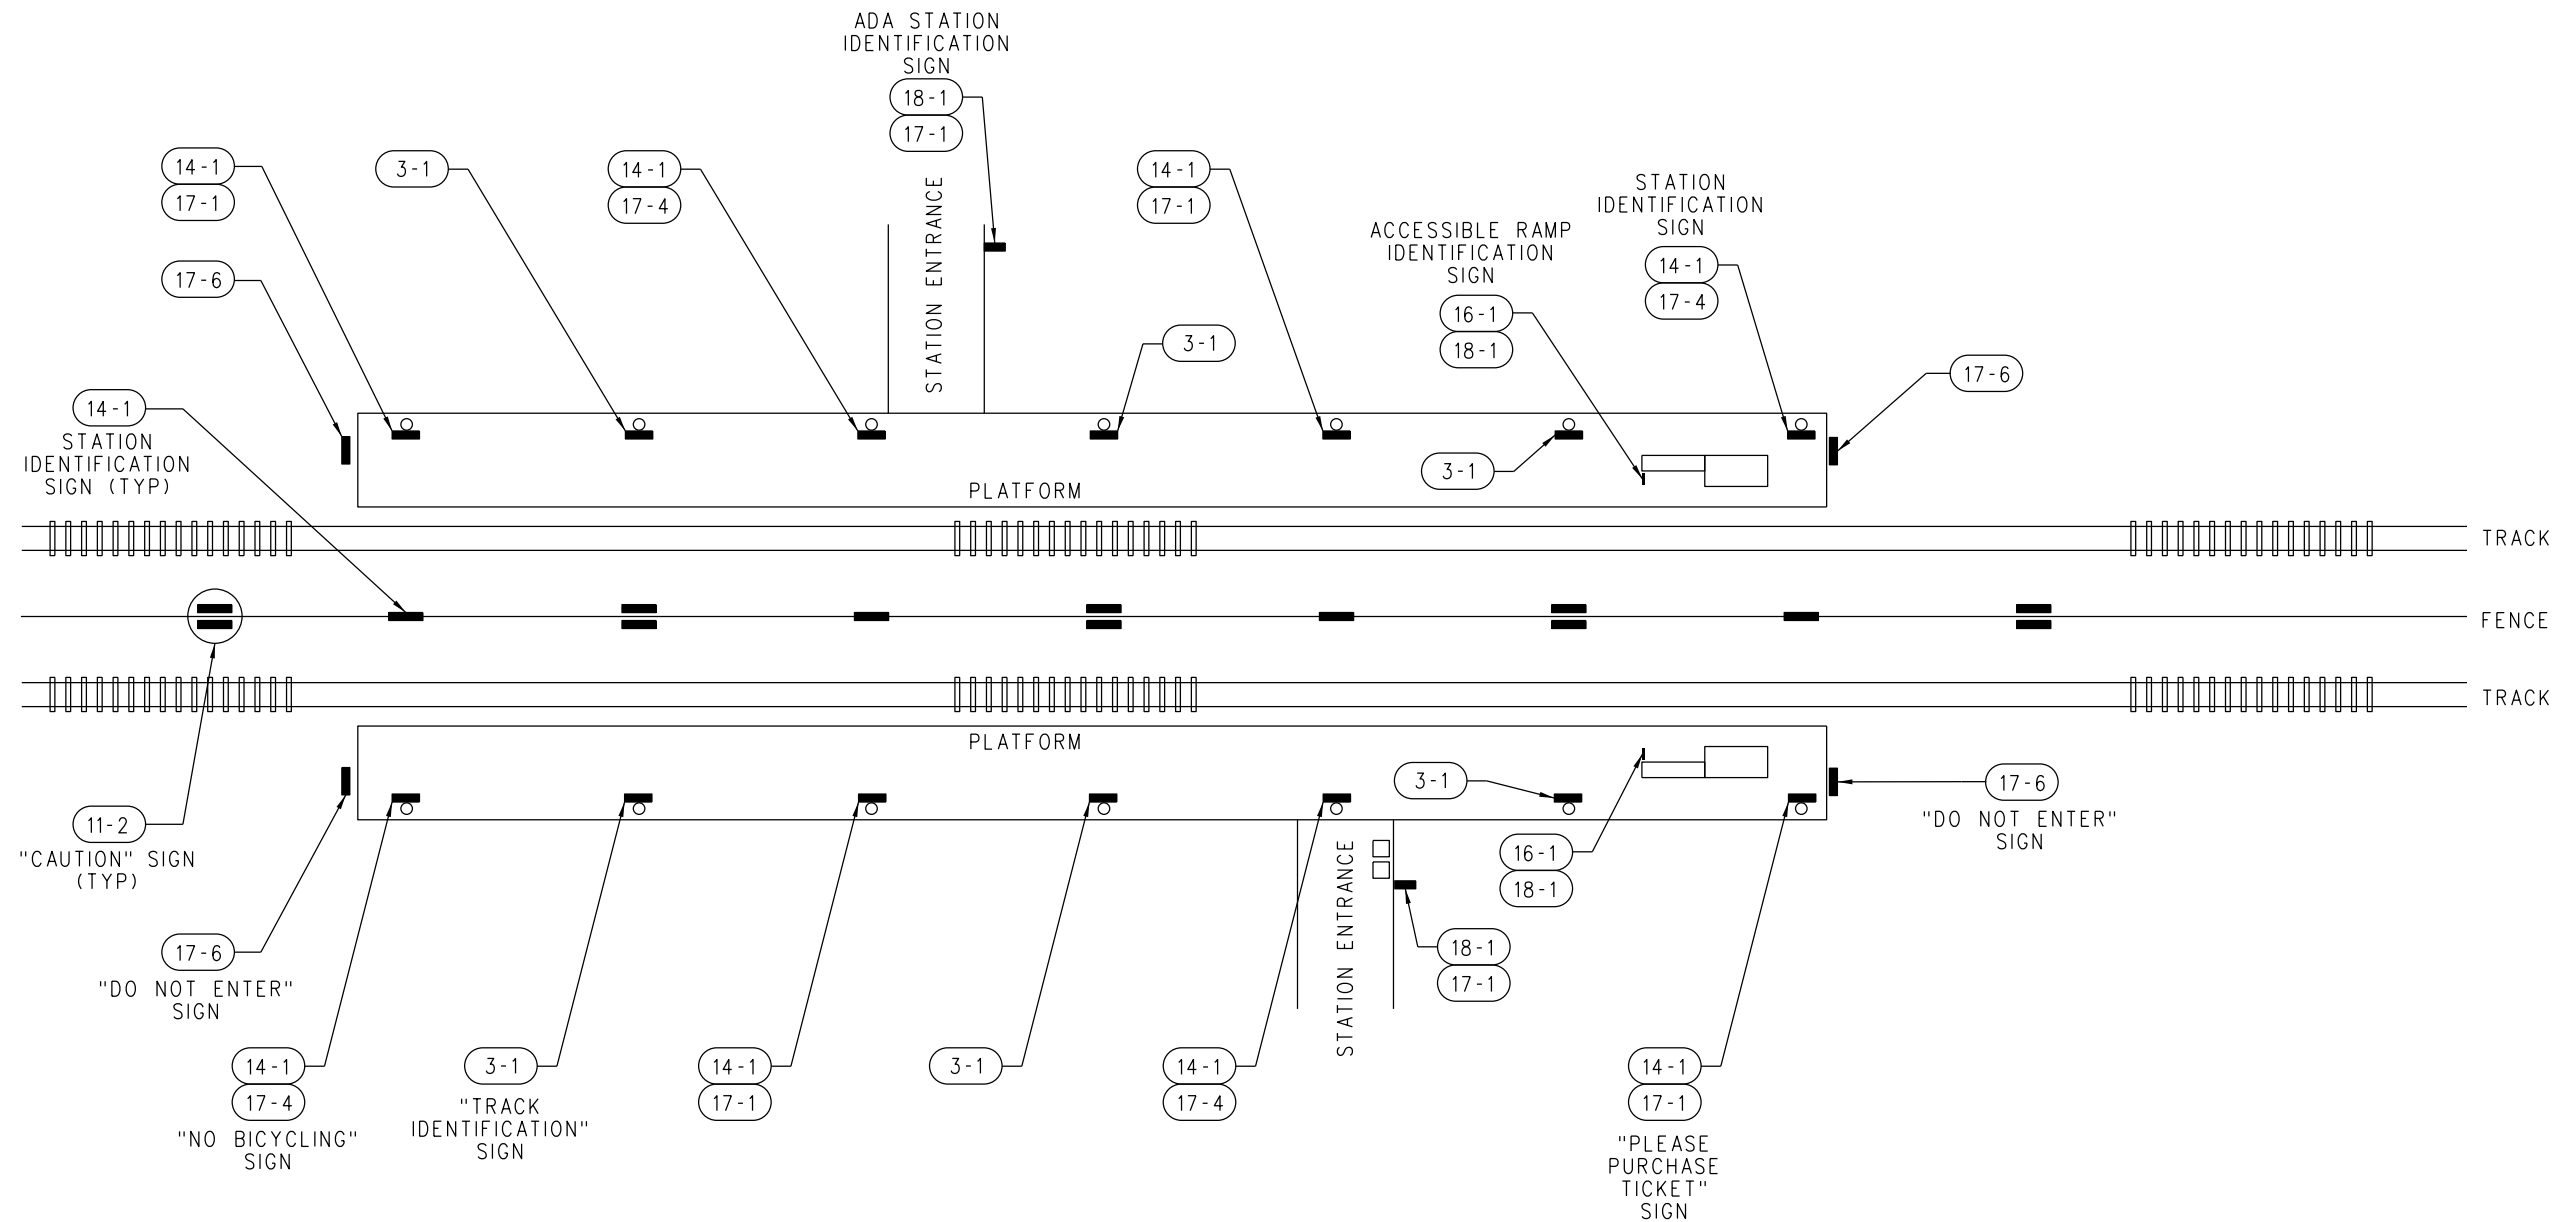 ADA STATION
IDENTIFICATION
SIGN
18-1
17-1
14-1
17-1
3-1
14-1
17-4
14-1
17-1
STATION
IDENTIFICATION
SIGN
14-1
17-4
ACCESSIBLE RAMP
IDENTIFICATION
SIGN
16-1
18-1
17-6
STATION ENTRANCE
3-1
17-6
14-1
STATION
IDENTIFICATION
SIGN (TYP)
3-1
PLATFORM
TRACK
FENCE
TRACK
PLATFORM
3-1
17-6
"DO NOT ENTER"
SIGN
11-2
"CAUTION" SIGN
(TYP)
16-1
18-1
STATION ENTRANCE
18-1
17-1
17-6
"DO NOT ENTER"
SIGN
14-1
17-4
"NO BICYCLING"
SIGN
3-1
"TRACK
IDENTIFICATION"
SIGN
14-1
17-1
3-1
14-1
17-4
14-1
17-1
"PLEASE
PURCHASE
TICKET"
SIGN